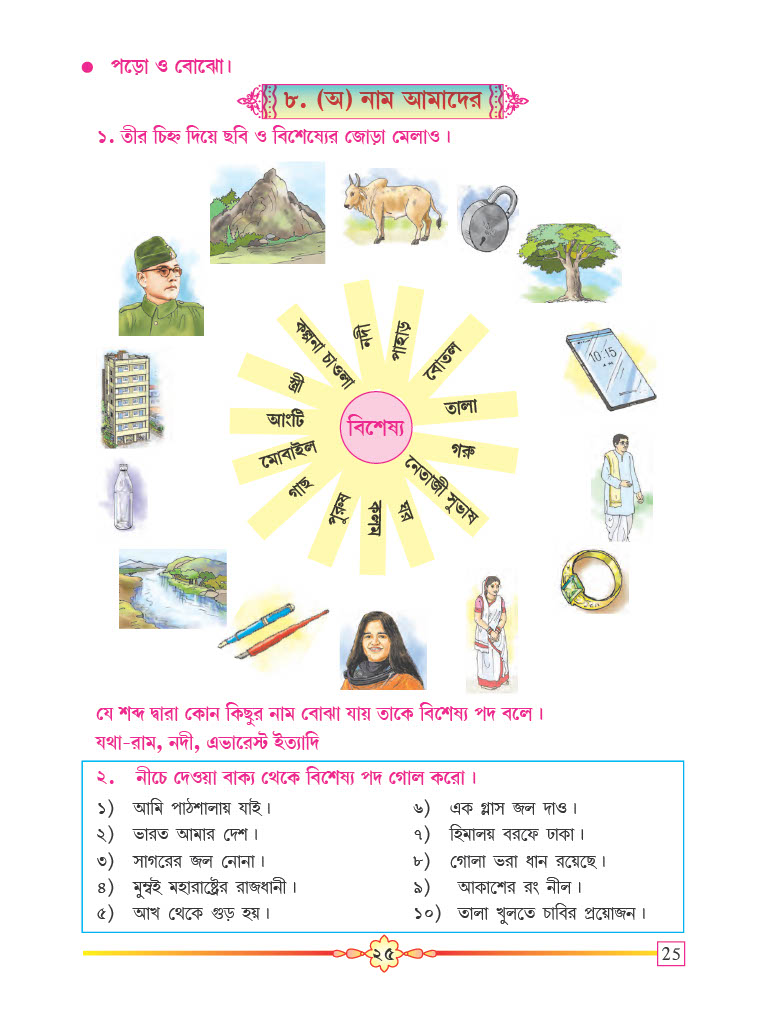 ● পড়ো ও বোঝো।
৮. (অ) নাম আমাদের
১. তীর চিহ্ন দিয়ে ছবি ও বিশেষ্যের জোড়া মেলাও।
10:15
নদী
পাহাড়
বোতল
তালা
গরু
নেতাজী সুভাষ
ঘর
কলম
পুরুষ
গাছ
মোবাইল
আংটি
স্ত্রী
কল্পনা চাওলা
বিশেষ্য
যে শব্দ দ্বারা কোন কিছুর নাম বোঝা যায় তাকে বিশেষ্য পদ বলে।
যথা-রাম, নদী, এভারেস্ট ইত্যাদি
২. নীচে দেওয়া বাক্য থেকে বিশেষ্য পদ গোল করো।
১) আমি পাঠশালায় যাই।
২) ভারত আমার দেশ।
৩) সাগরের জল নোনা।
৪) মুম্বই মহারাষ্ট্রের রাজধানী।
৫) আখ থেকে গুড় হয়।
৬) এক গ্লাস জল দাও।
৭) হিমালয় বরফে ঢাকা।
৮) গোলা ভরা ধান রয়েছে।
৯) আকাশের রং নীল।
১০) তালা খুলতে চাবির প্রয়োজন।
২৫
25